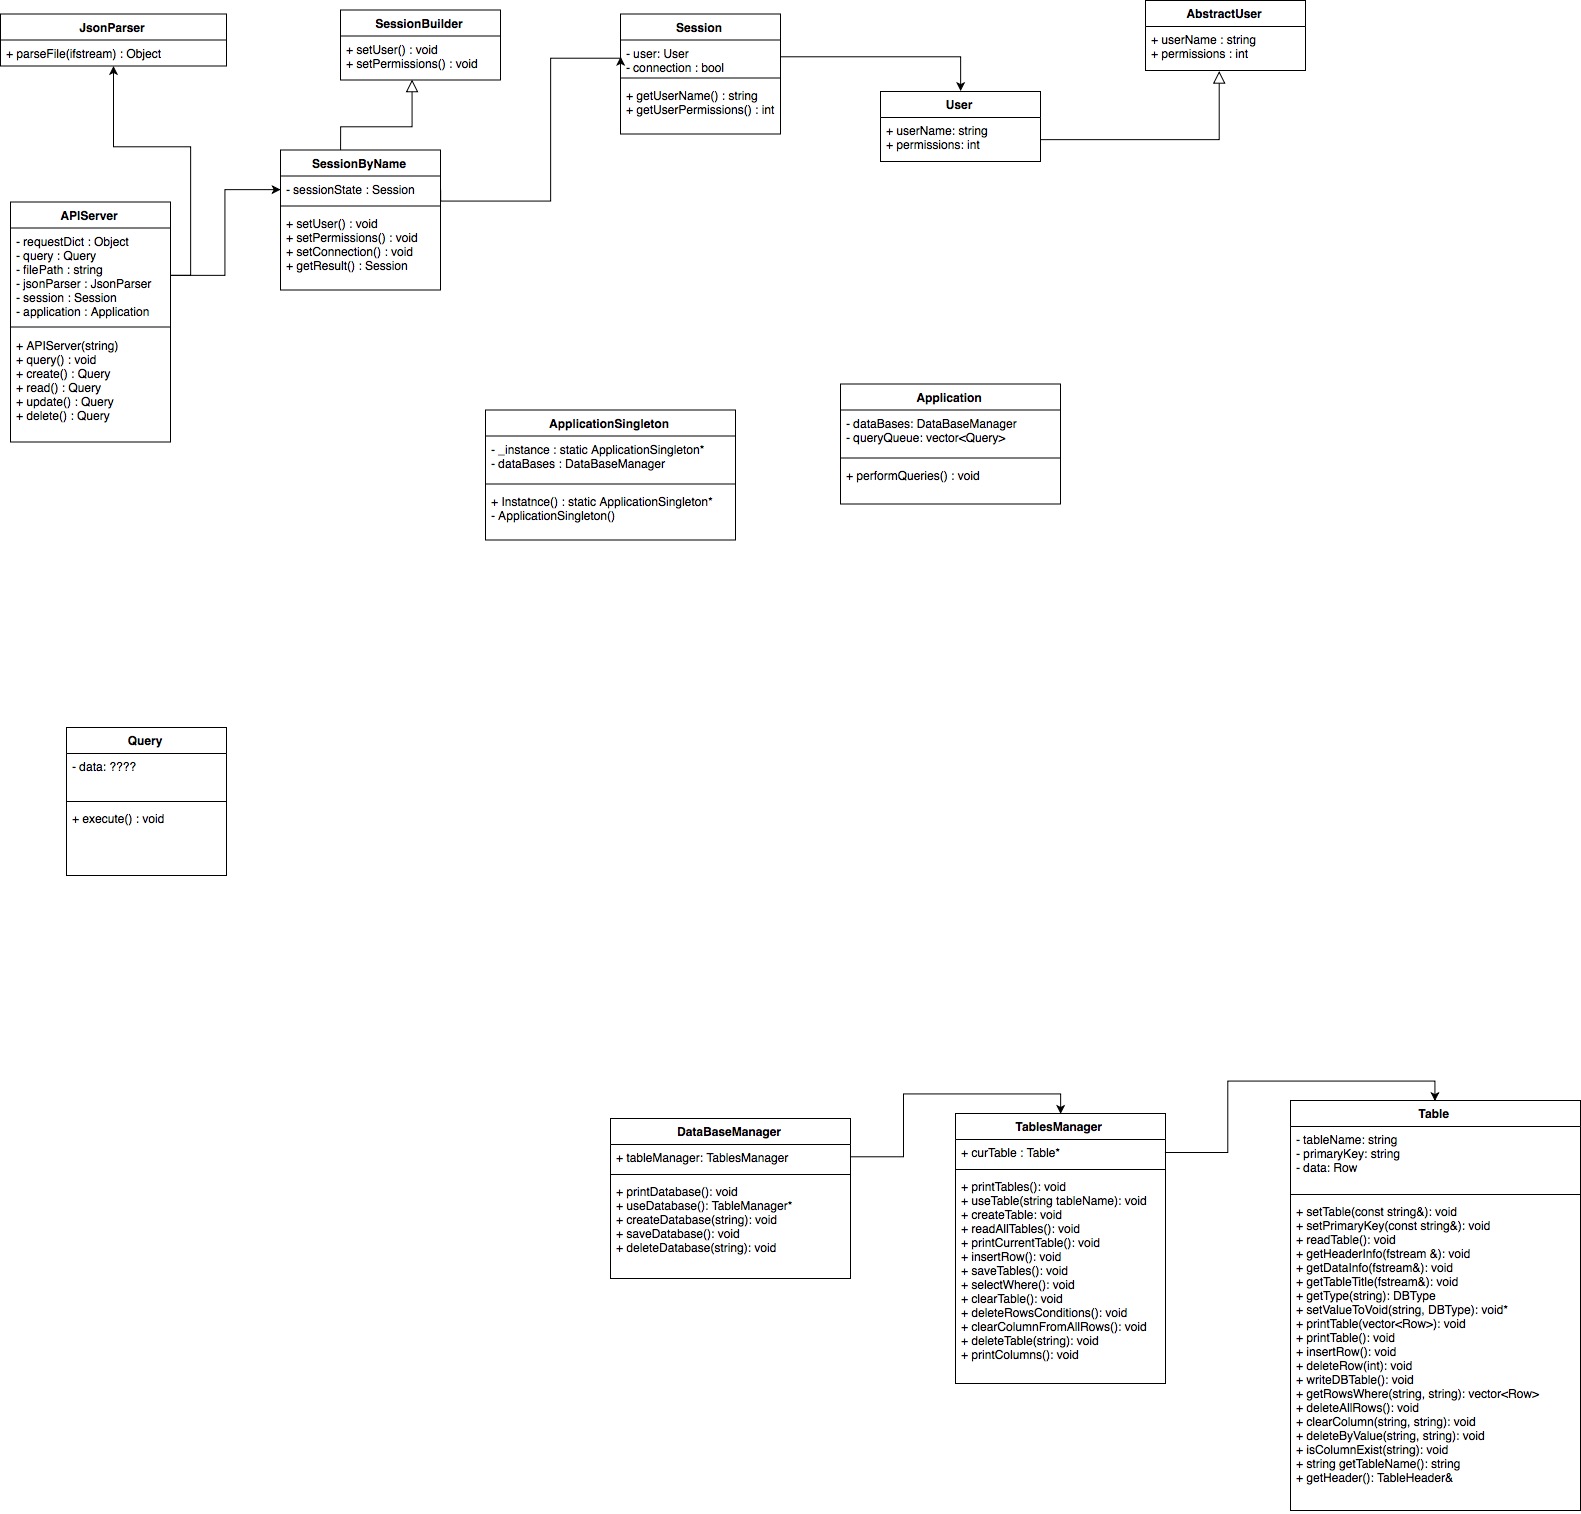 JsonParser
+ parseFile(ifstream) : Object
SessionBuilder
+ setUser() : void
+ setPermissions() : void
Session
- user: User
- connection : bool
+ getUserName() : string
+ getUserPermissions() : int
AbstractUser
+ userName : string
+ permissions : int
User
+ userName: string
+ permissions: int
SessionByName
- sessionState : Session
+ setUser() : void
+ setPermissions() : void
+ setConnection() : void
+ getResult() : Session
APIServer
- requestDict : Object
- query : Query
- filePath : string
- jsonParser : JsonParser
- session : Session
- application : Application
+ APIServer(string)
+ query() : void
+ create() : Query
+ read() : Query
+ update() : Query
+ delete() : Query
ApplicationSingleton
- _instance : static ApplicationSingleton*
- dataBases : DataBaseManager
+ Instatnce() : static ApplicationSingleton*
- ApplicationSingleton()
Application
- dataBases: DataBaseManager
- queryQueue: vector<Query>
+ performQueries() : void
Query
- data: ????
+ execute() : void
DataBaseManager
+ tableManager: TablesManager
+ printDatabase(): void
+ useDatabase(): TableManager*
+ createDatabase(string): void
+ saveDatabase(): void
+ deleteDatabase(string): void
TablesManager
+ curTable : Table*
+ printTables(): void
+ useTable(string tableName): void
+ createTable: void
+ readAllTables(): void
+ printCurrentTable(): void
+ insertRow(): void
+ saveTables(): void
+ selectWhere(): void
+ clearTable(): void
+ deleteRowsConditions(): void
+ clearColumnFromAllRows(): void
+ deleteTable(string): void
+ printColumns(): void
Table
- tableName: string
- primaryKey: string
- data: Row
+ setTable(const string&): void
+ setPrimaryKey(const string&): void
+ readTable(): void
+ getHeaderInfo(fstream &): void
+ getDataInfo(fstream&): void
+ getTableTitle(fstream&): void
+ getType(string): DBType
+ setValueToVoid(string, DBType): void*
+ printTable(vector<Row>): void
+ printTable(): void
+ insertRow(): void
+ deleteRow(int): void
+ writeDBTable(): void
+ getRowsWhere(string, string): vector<Row>
+ deleteAllRows(): void
+ clearColumn(string, string): void
+ deleteByValue(string, string): void
+ isColumnExist(string): void
+ string getTableName(): string
+ getHeader(): TableHeader&